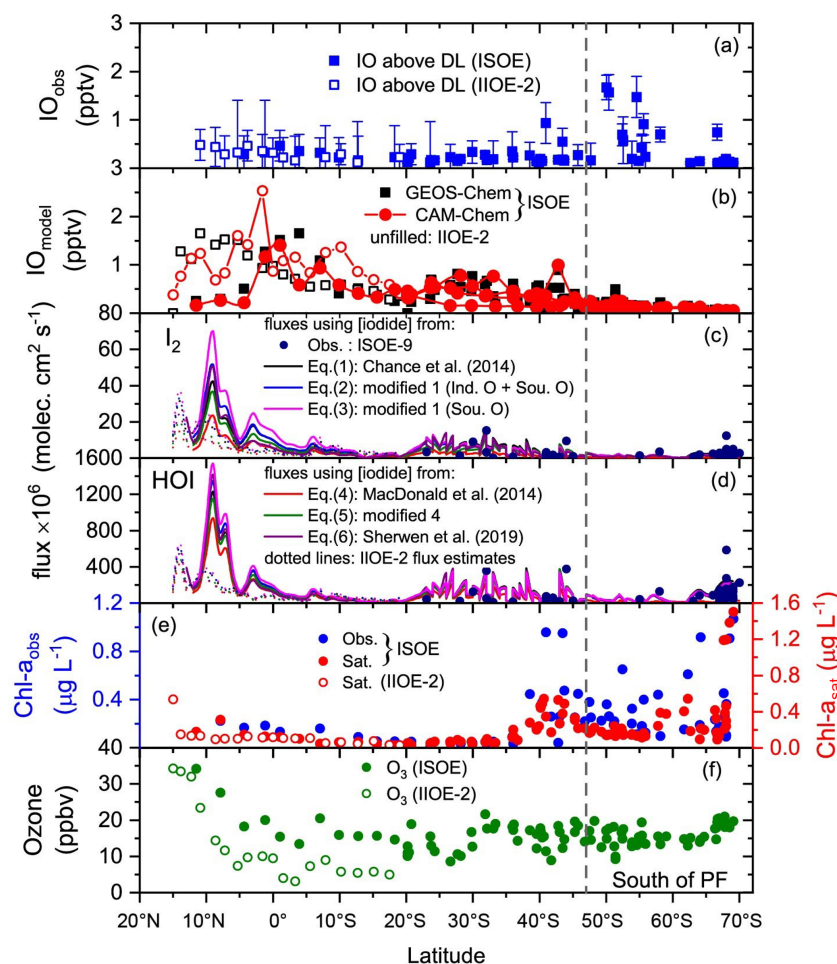 3
(a)
IO above DL (ISOE)
IO above DL (IIOE-2)
2
1
3
IO_obs
(pptv)
(b)
GEOS-Chem
CAM-Chem
} ISOE
unfilled: IIOE-2
2
1
80
IO_model
(pptv)
I₂
fluxes using [iodide] from:
(c)
Obs. : ISOE-9
Eq.(1): Chance et al. (2014)
Eq.(2): modified 1 (Ind. O + Sou. O)
Eq.(3): modified 1 (Sou. O)
60
40
20
1600
flux ×10⁶ (molec. cm² s⁻¹)
HOI
fluxes using [iodide] from:
(d)
Eq.(4): MacDonald et al. (2014)
Eq.(5): modified 4
Eq.(6): Sherwen et al. (2019)
dotted lines: IIOE-2 flux estimates
1200
800
400
1.2
1.6
(e)
Obs.
Sat.
} ISOE
Sat. (IIOE-2)
0.8
0.4
40
Chl-a_obs
(µg L⁻¹)
1.2
0.8
0.4
0.0
Chl-a_sat (µg L⁻¹)
O₃ (ISOE)
O₃ (IIOE-2)
(f)
30
20
10
0
Ozone
(ppbv)
South of PF
20°N 10°N 0° 10°S 20°S 30°S 40°S 50°S 60°S 70°S
Latitude